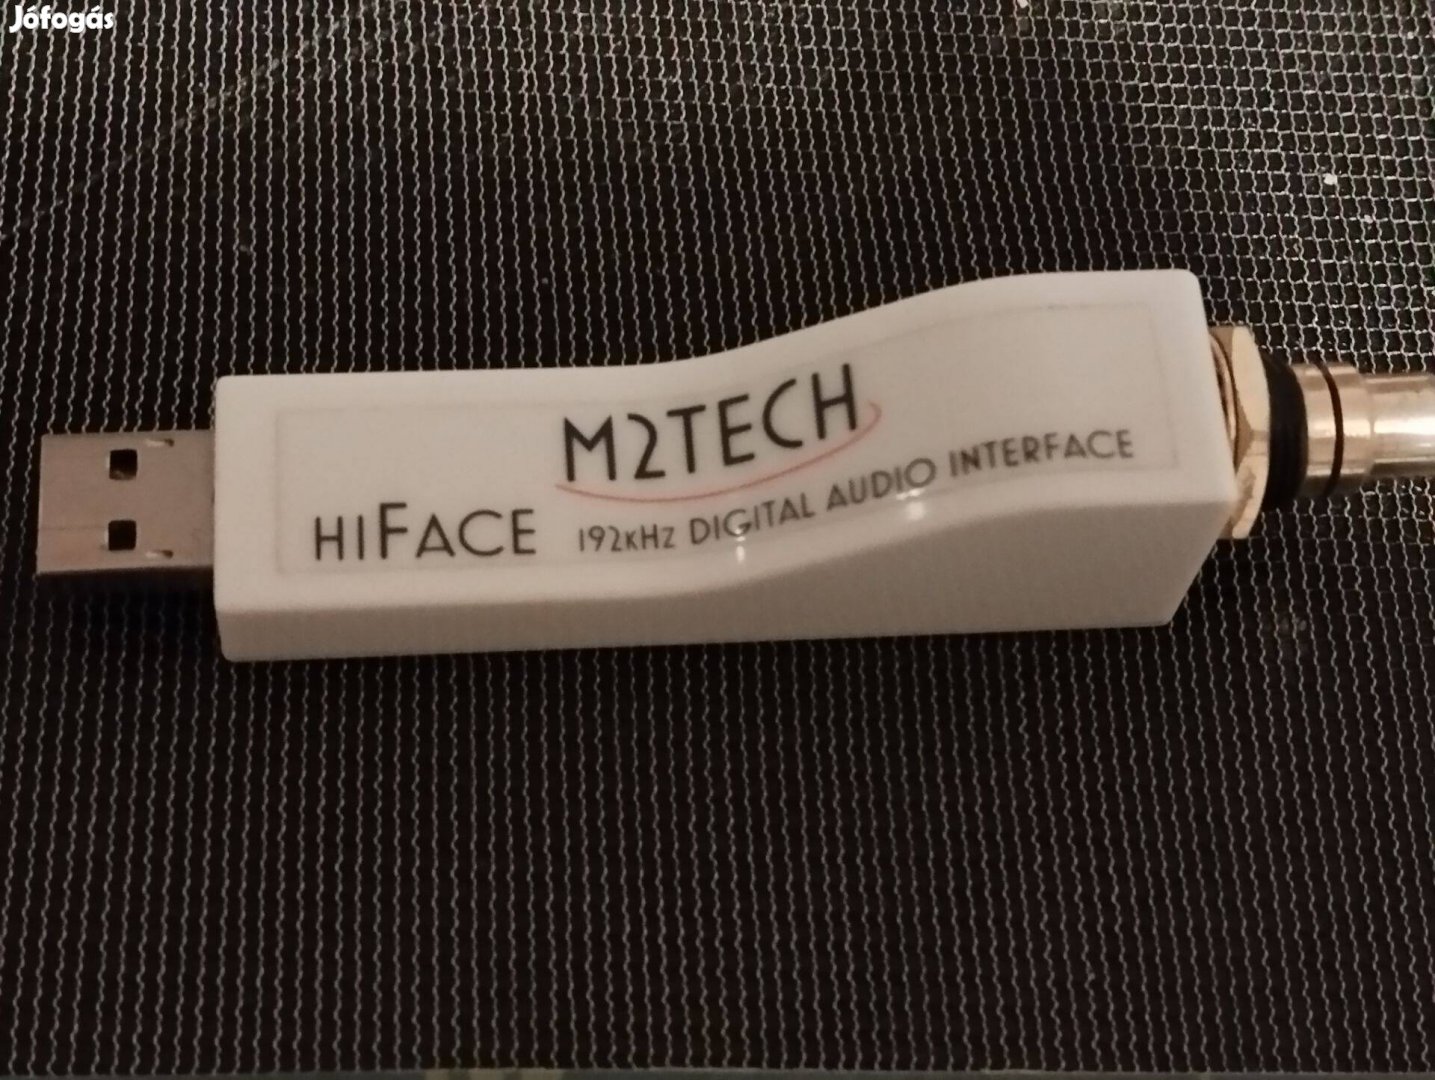 Jófogás
M2TECH
HIFACE
192KHZ DIGITAL AUDIO INTERFACE